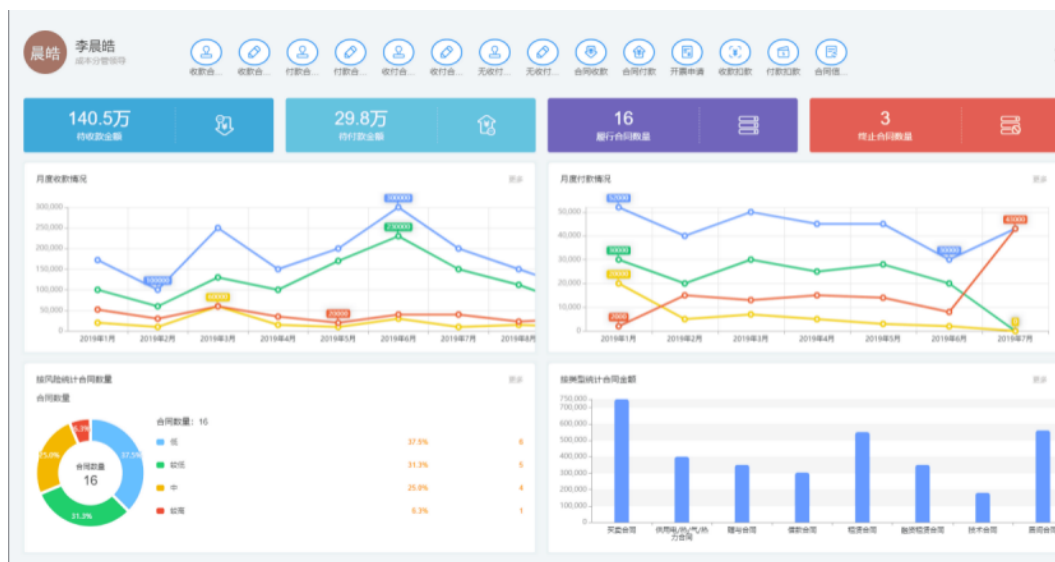 晨皓
李晨皓
成本分管领导
收款合...
收款合...
付款合...
付款合...
收付合...
收付合...
无收付...
无收付...
合同收款
合同付款
开票申请
收款扣款
付款扣款
合同借...
140.5万
待收款金额
29.8万
待付款金额
16
履行合同数量
3
终止合同数量
月度收款情况
更多
300,000
250,000
200,000
150,000
100,000
50,000
0
300000
230000
100000
60000
20000
2019年1月
2019年2月
2019年3月
2019年4月
2019年5月
2019年6月
2019年7月
2019年8月
月度付款情况
更多
50,000
40,000
30,000
20,000
10,000
0
52000
30000
20000
2000
30000
43000
0
2019年1月
2019年2月
2019年3月
2019年4月
2019年5月
2019年6月
2019年7月
按风险统计合同数量
更多
合同数量
合同数量
16
37.5%
31.3%
25.0%
6.3%
合同数量: 16
低 37.5% 6
较低 31.3% 5
中 25.0% 4
较高 6.3% 1
按类型统计合同金额
更多
750,000
700,000
600,000
500,000
400,000
300,000
200,000
100,000
0
买卖合同
供用电/水/气/热
力合同
赠与合同
借款合同
租赁合同
融资租赁合同
技术合同